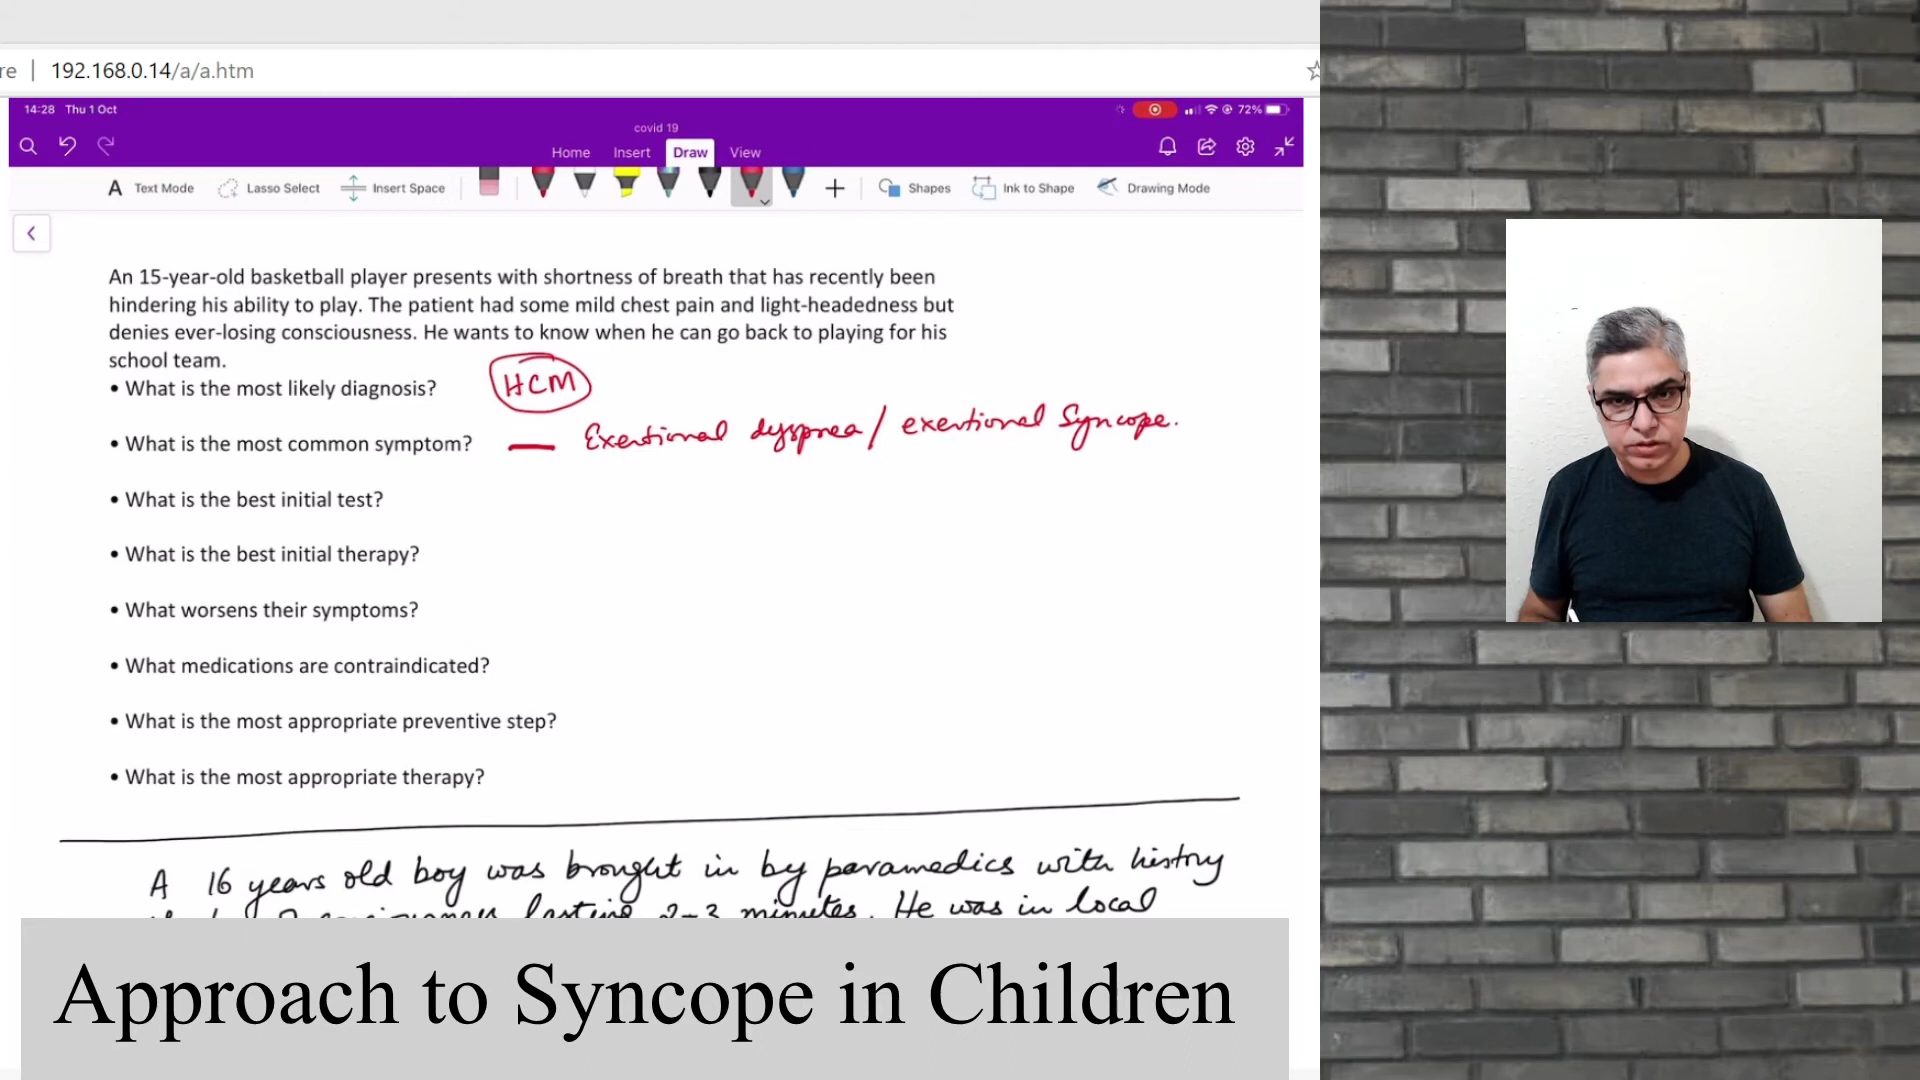 re | 192.168.0.14/a/a.htm
14:28 Thu 1 Oct
72%
covid 19
Home Insert Draw View
A Text Mode Lasso Select Insert Space Shapes Ink to Shape Drawing Mode
An 15-year-old basketball player presents with shortness of breath that has recently been
hindering his ability to play. The patient had some mild chest pain and light-headedness but
denies ever-losing consciousness. He wants to know when he can go back to playing for his
school team.
• What is the most likely diagnosis? HCM
• What is the most common symptom? — Exertional dyspnea / exertional Syncope.
• What is the best initial test?
• What is the best initial therapy?
• What worsens their symptoms?
• What medications are contraindicated?
• What is the most appropriate preventive step?
• What is the most appropriate therapy?
A 16 years old boy was brought in by paramedics with history
lasting 2-3 minutes. He was in local
Approach to Syncope in Children